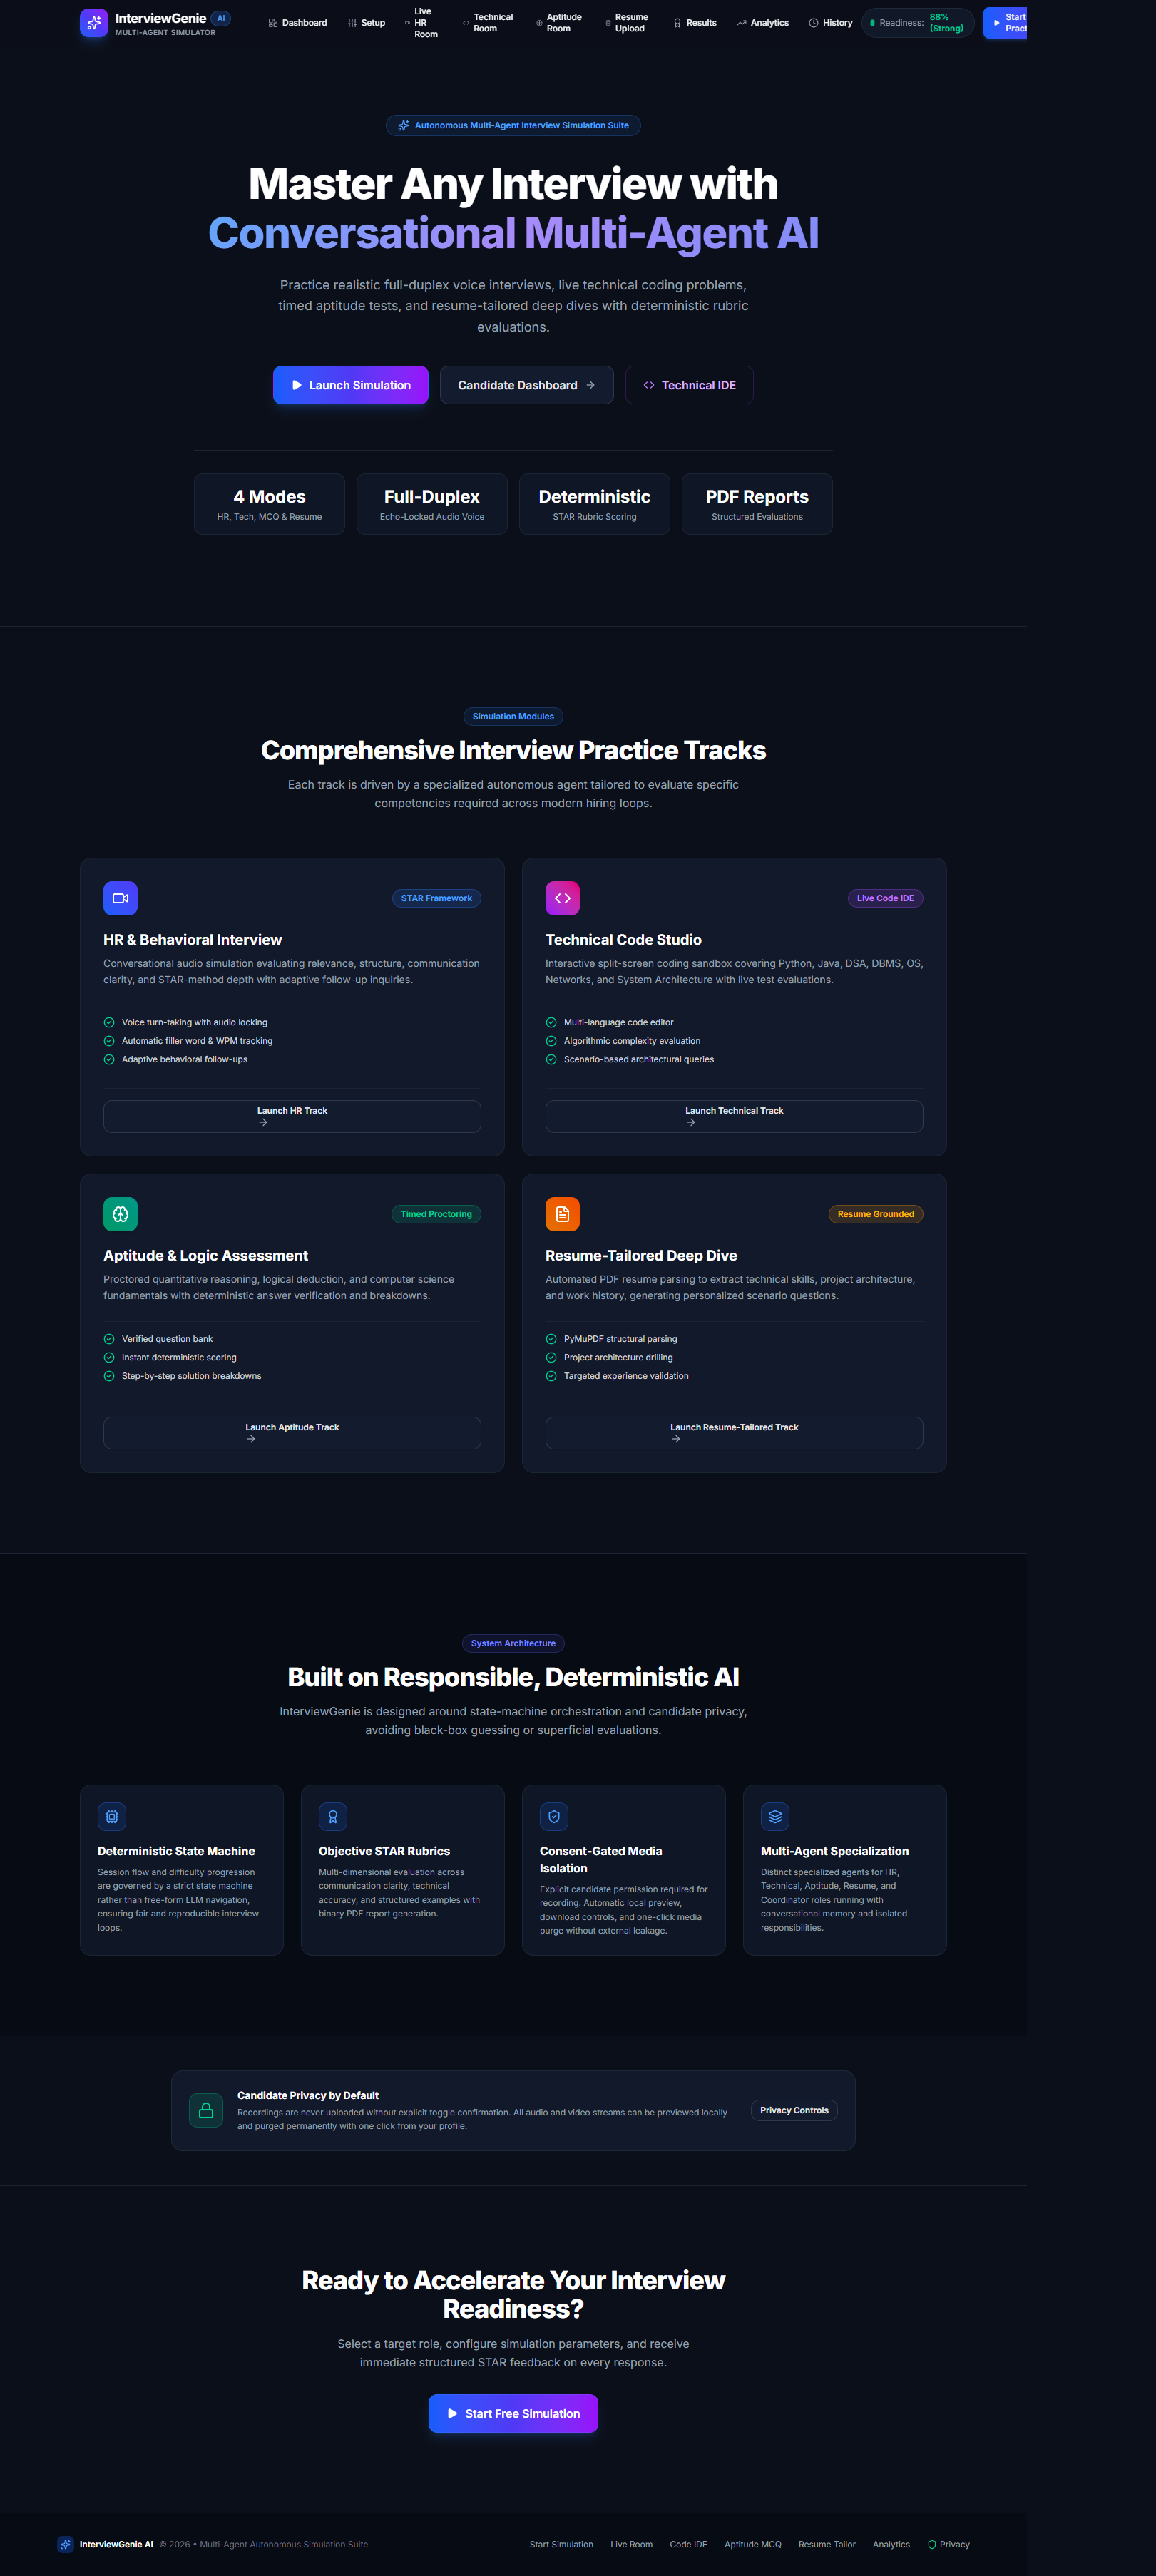 InterviewGenie AI
MULTI-AGENT SIMULATOR
Dashboard
Setup
Live
HR
Room
Technical
Room
Aptitude
Room
Resume
Upload
Results
Analytics
History
Readiness:
88%
(Strong)
Start
Autonomous Multi-Agent Interview Simulation Suite
Master Any Interview with
Conversational Multi-Agent AI
Practice realistic full-duplex voice interviews, live technical coding problems,
timed aptitude tests, and resume-tailored deep dives with deterministic rubric
evaluations.
Launch Simulation
Candidate Dashboard
Technical IDE
4 Modes
HR, Tech, MCQ & Resume
Full-Duplex
Echo-Locked Audio Voice
Deterministic
STAR Rubric Scoring
PDF Reports
Structured Evaluations
Simulation Modules
Comprehensive Interview Practice Tracks
Each track is driven by a specialized autonomous agent tailored to evaluate specific
competencies required across modern hiring loops.
STAR Framework
HR & Behavioral Interview
Conversational audio simulation evaluating relevance, structure, communication
clarity, and STAR-method depth with adaptive follow-up inquiries.
Voice turn-taking with audio locking
Automatic filler word & WPM tracking
Adaptive behavioral follow-ups
Launch HR Track
Live Code IDE
Technical Code Studio
Interactive split-screen coding sandbox covering Python, Java, DSA, DBMS, OS,
Networks, and System Architecture with live test evaluations.
Multi-language code editor
Algorithmic complexity evaluation
Scenario-based architectural queries
Launch Technical Track
Timed Proctoring
Aptitude & Logic Assessment
Proctored quantitative reasoning, logical deduction, and computer science
fundamentals with deterministic answer verification and breakdowns.
Verified question bank
Instant deterministic scoring
Step-by-step solution breakdowns
Launch Aptitude Track
Resume Grounded
Resume-Tailored Deep Dive
Automated PDF resume parsing to extract technical skills, project architecture,
and work history, generating personalized scenario questions.
PyMuPDF structural parsing
Project architecture drilling
Targeted experience validation
Launch Resume-Tailored Track
System Architecture
Built on Responsible, Deterministic AI
InterviewGenie is designed around state-machine orchestration and candidate privacy,
avoiding black-box guessing or superficial evaluations.
Deterministic State Machine
Session flow and difficulty progression
are governed by a strict state machine
rather than free-form LLM navigation,
ensuring fair and reproducible interview
loops.
Objective STAR Rubrics
Multi-dimensional evaluation across
communication clarity, technical
accuracy, and structured examples with
binary PDF report generation.
Consent-Gated Media
Isolation
Explicit candidate permission required for
recording. Automatic local preview,
download controls, and one-click media
purge without external leakage.
Multi-Agent Specialization
Distinct specialized agents for HR,
Technical, Aptitude, Resume, and
Coordinator roles running with
conversational memory and isolated
responsibilities.
Candidate Privacy by Default
Recordings are never uploaded without explicit toggle confirmation. All audio and video streams can be previewed locally
and purged permanently with one click from your profile.
Privacy Controls
Ready to Accelerate Your Interview
Readiness?
Select a target role, configure simulation parameters, and receive
immediate structured STAR feedback on every response.
Start Free Simulation
InterviewGenie AI © 2026 • Multi-Agent Autonomous Simulation Suite
Start Simulation
Live Room
Code IDE
Aptitude MCQ
Resume Tailor
Analytics
Privacy